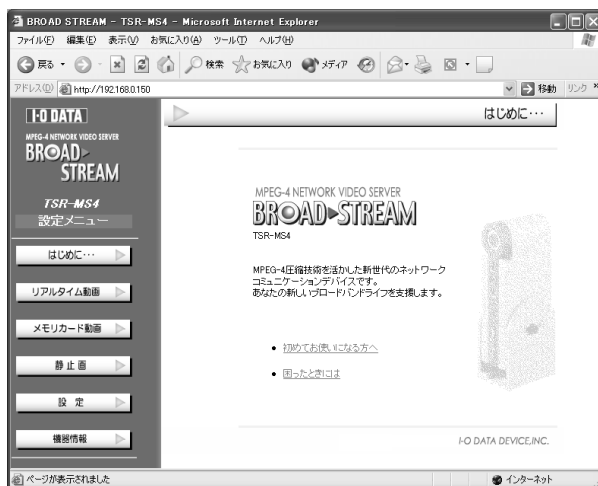 BROAD STREAM - TSR-MS4 - Microsoft Internet Explorer
ファイル(F) 編集(E) 表示(V) お気に入り(A) ツール(T) ヘルプ(H)
戻る 検索 お気に入り メディア
アドレス(D) http://192.168.0.150 移動 リンク »
I-O DATA
MPEG-4 NETWORK VIDEO SERVER
BROAD STREAM
TSR-MS4
設定メニュー
はじめに…
リアルタイム動画
メモリカード動画
静止画
設 定
機器情報
はじめに…
MPEG-4 NETWORK VIDEO SERVER
BROAD STREAM
TSR-MS4
MPEG-4圧縮技術を活かした新世代のネットワーク
コミュニケーションデバイスです。
あなたの新しいブロードバンドライフを支援します。
初めてお使いになる方へ
困ったときには
I-O DATA DEVICE,INC.
ページが表示されました インターネット